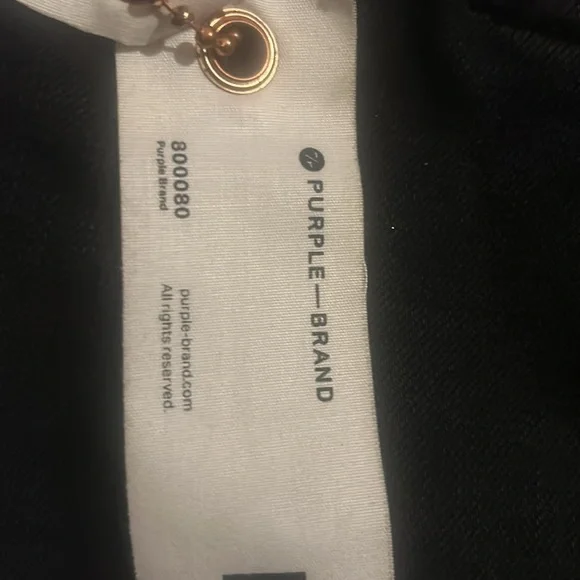 PURPLE—BRAND
800080
Purple Brand
purple-brand.com
All rights reserved.